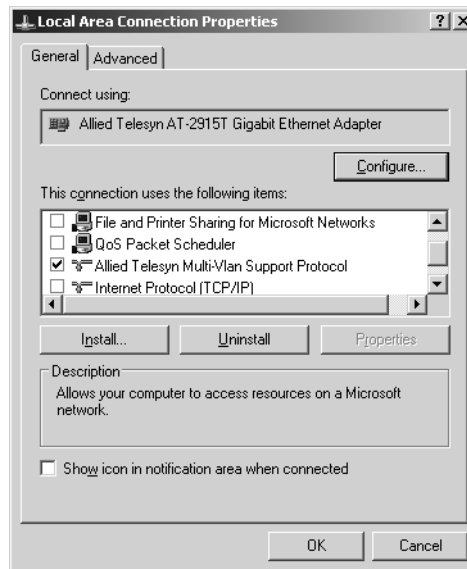 Local Area Connection Properties
General
Advanced
Connect using:
Allied Telesyn AT-2915T Gigabit Ethernet Adapter
Configure...
This connection uses the following items:
File and Printer Sharing for Microsoft Networks
QoS Packet Scheduler
Allied Telesyn Multi-Vlan Support Protocol
Internet Protocol (TCP/IP)
Install...
Uninstall
Properties
Description
Allows your computer to access resources on a Microsoft
network.
Show icon in notification area when connected
OK
Cancel